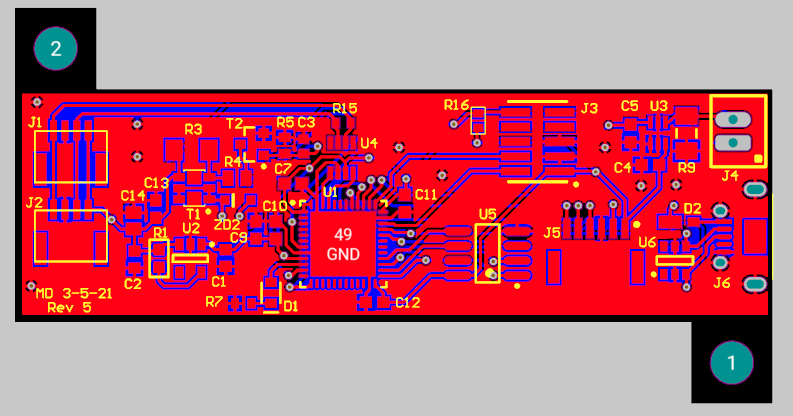 2
J1
R3
T2
R5
C3
R15
U4
R16
J3
C5
U3
R4
C7
C4
R9
J4
C13
C14
U1
C11
J2
T1
ZD2
C10
R1
U2
C9
U5
J5
D2
U6
49
GND
C2
C1
J6
MD 3-5-21
Rev 5
R7
D1
C12
1